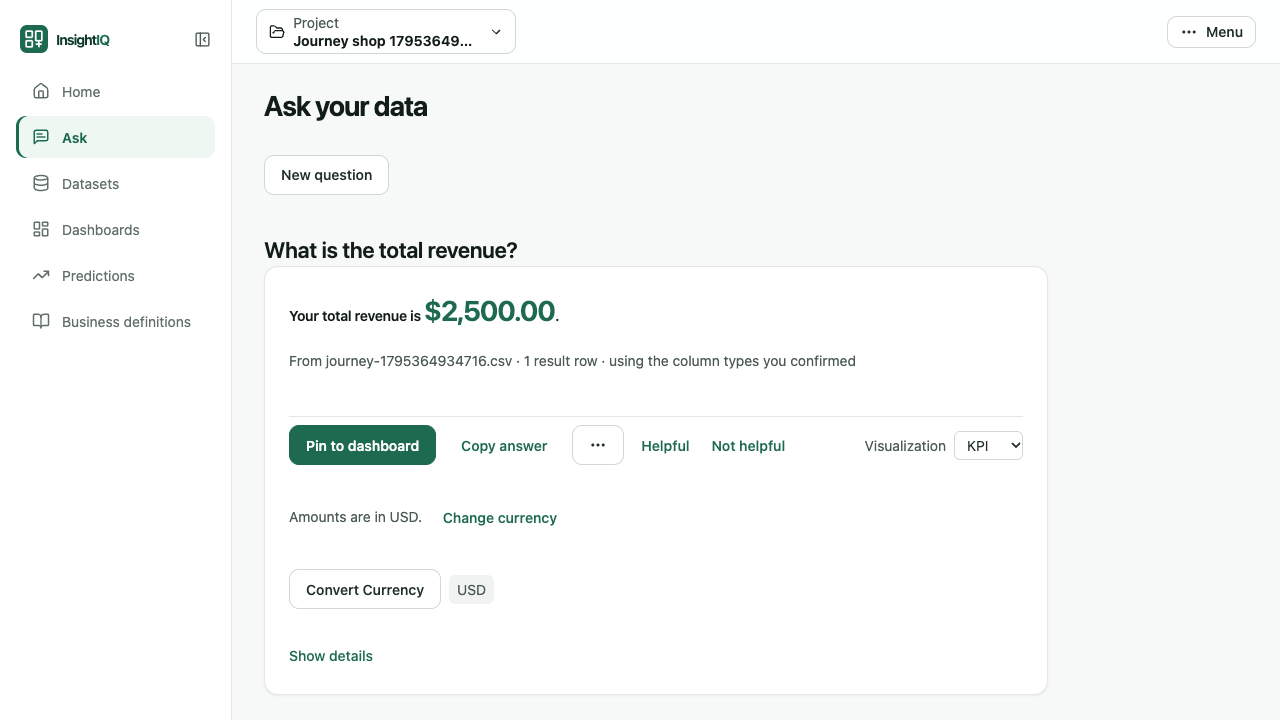 InsightIQ
Project
Journey shop 17953649...
Menu
Home
Ask
Datasets
Dashboards
Predictions
Business definitions
Ask your data
New question
What is the total revenue?
Your total revenue is $2,500.00.
From journey-1795364934716.csv · 1 result row · using the column types you confirmed
Pin to dashboard
Copy answer
Helpful
Not helpful
Visualization
KPI
Amounts are in USD.
Change currency
Convert Currency
USD
Show details